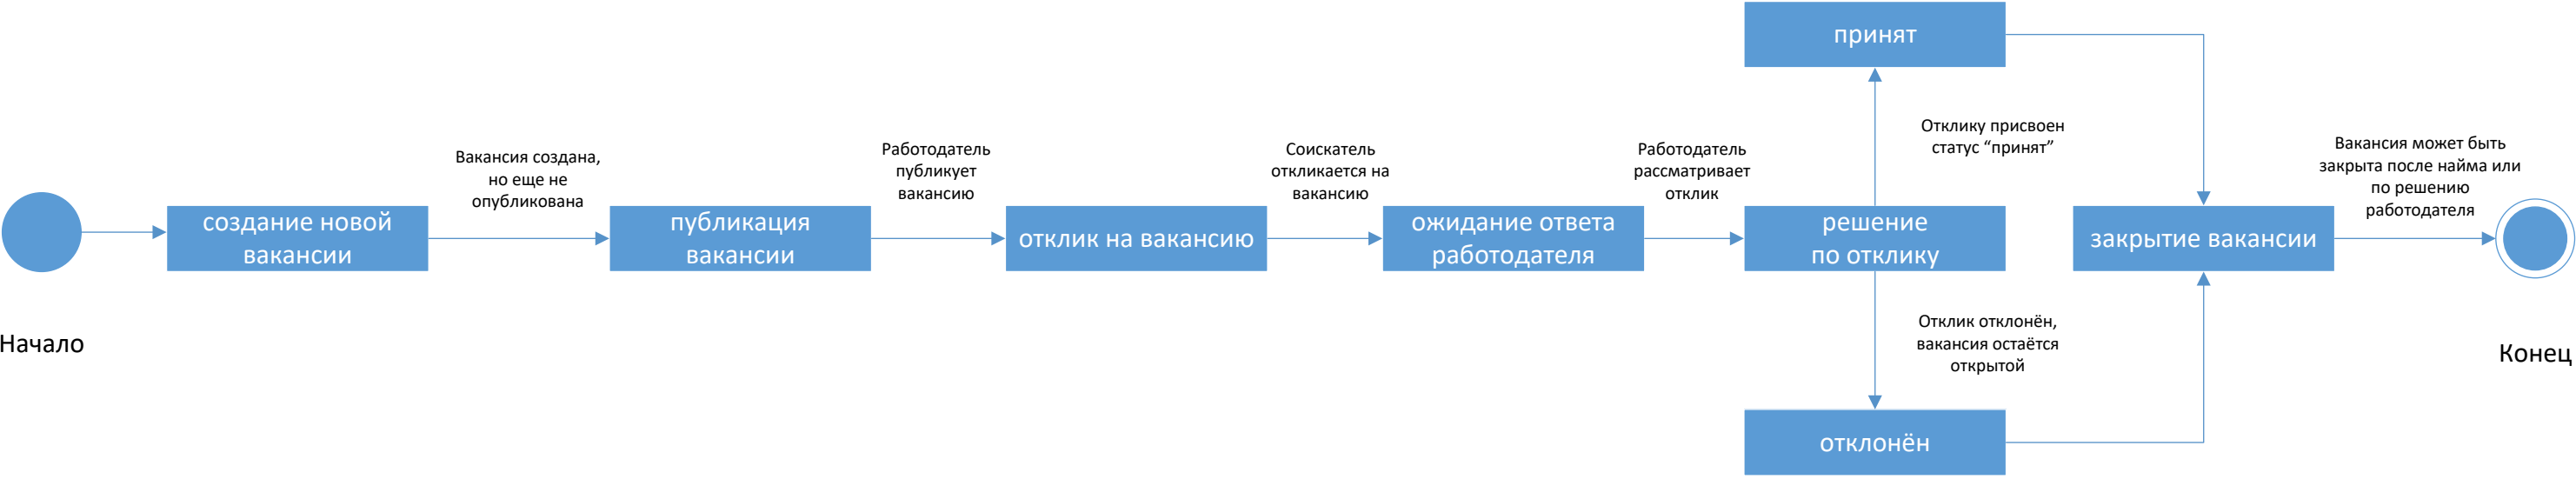 принят
Отклику присвоен
статус “принят”
Вакансия создана,
но еще не
опубликована
Работодатель
публикует
вакансию
Соискатель
откликается на
вакансию
Работодатель
рассматривает
отклик
Вакансия может быть
закрыта после найма или
по решению
работодателя
создание новой
вакансии
публикация
вакансии
отклик на вакансию
ожидание ответа
работодателя
решение
по отклику
закрытие вакансии
Отклик отклонён,
вакансия остаётся
открытой
Начало
Конец
отклонён